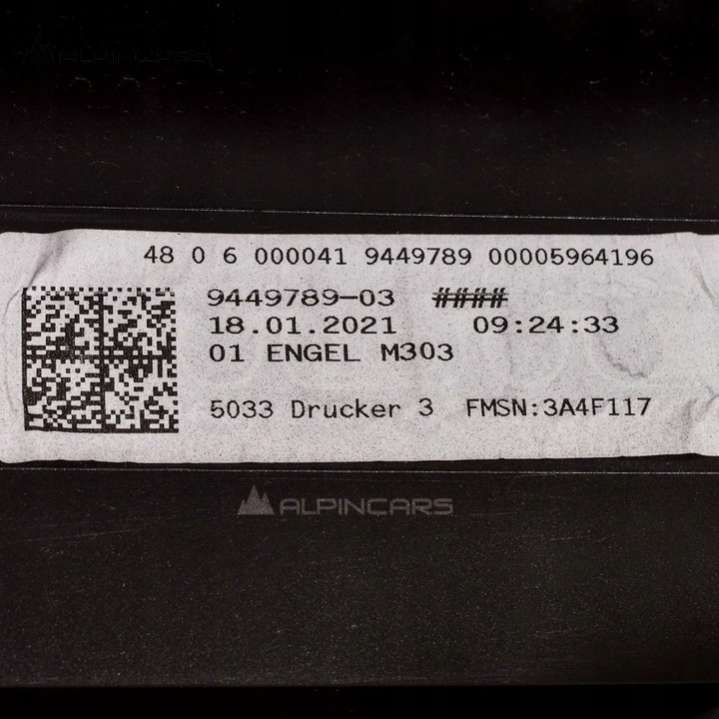 48 0 6 000041 9449789 00005964196
9449789-03 ####
18.01.2021 09:24:33
01 ENGEL M303
5033 Drucker 3 FMSN:3A4F117
ALPINCARS